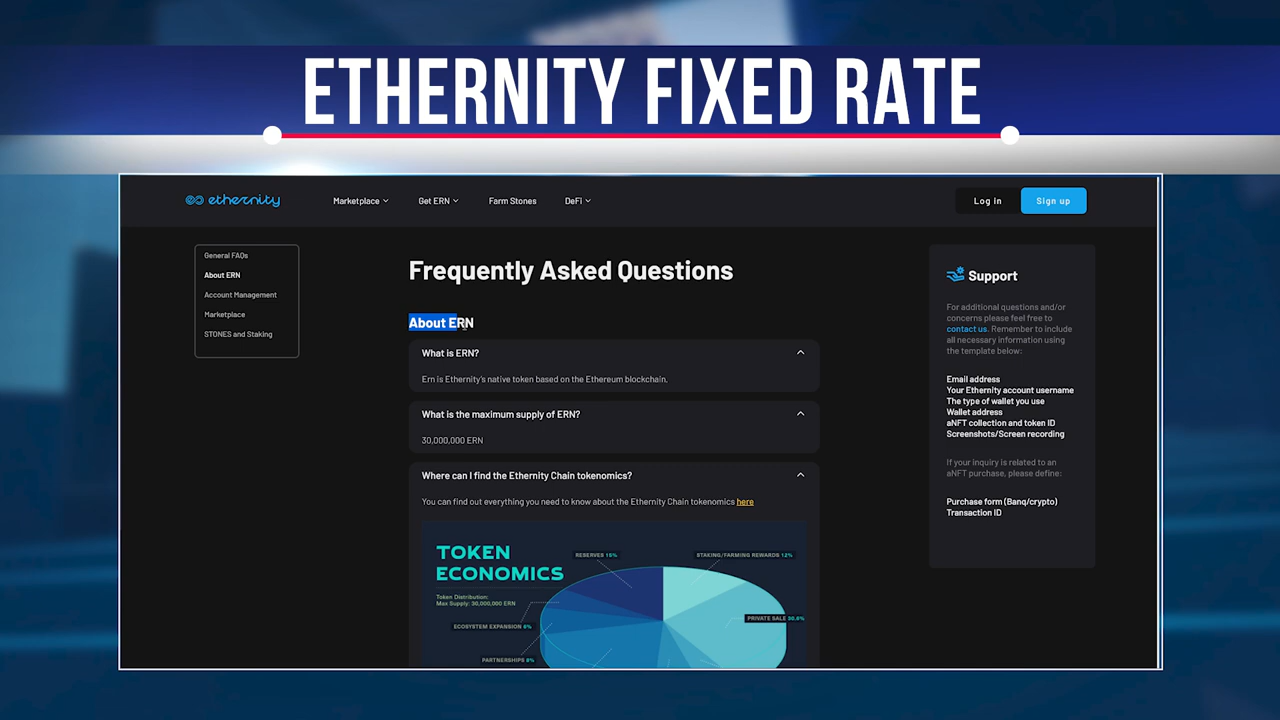 ETHERNITY FIXED RATE
ethernity
Marketplace
Get ERN
Farm Stones
DeFi
Log in
Sign up
General FAQs
About ERN
Account Management
Marketplace
STONES and Staking
Frequently Asked Questions
About ERN
What is ERN?
Ern is Ethernity's native token based on the Ethereum blockchain.
What is the maximum supply of ERN?
30,000,000 ERN
Where can I find the Ethernity Chain tokenomics?
You can find out everything you need to know about the Ethernity Chain tokenomics here
TOKEN
ECONOMICS
Token Distribution:
Max Supply: 30,000,000 ERN
RESERVES 15%
STAKING/FARMING REWARDS 12%
PRIVATE SALE 30.6%
ECOSYSTEM EXPANSION 6%
PARTNERSHIPS 8%
Support
For additional questions and/or
concerns please feel free to
contact us. Remember to include
all necessary information using
the template below:
Email address
Your Ethernity account username
The type of wallet you use
Wallet address
aNFT collection and token ID
Screenshots/Screen recording
If your inquiry is related to an
aNFT purchase, please define:
Purchase form (Banq/crypto)
Transaction ID